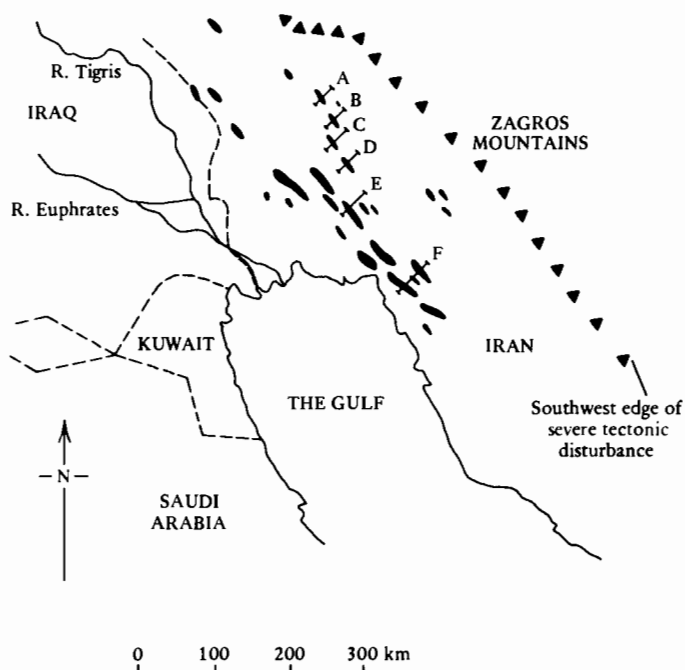 R. Tigris
IRAQ
A
B
C
D
ZAGROS
MOUNTAINS
E
R. Euphrates
F
KUWAIT
IRAN
THE GULF
Southwest edge of
severe tectonic
disturbance
N
SAUDI
ARABIA
0 100 200 300 km